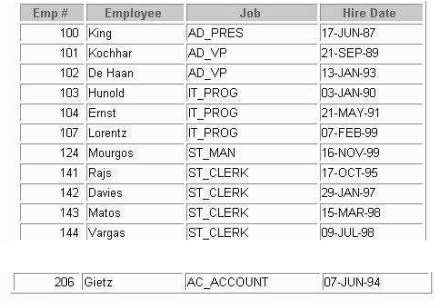 Emp # Employee Job Hire Date
100 King AD_PRES 17-JUN-87
101 Kochhar AD_VP 21-SEP-89
102 De Haan AD_VP 13-JAN-93
103 Hunold IT_PROG 03-JAN-90
104 Ernst IT_PROG 21-MAY-91
107 Lorentz IT_PROG 07-FEB-99
124 Mourgos ST_MAN 16-NOV-99
141 Rajs ST_CLERK 17-OCT-95
142 Davies ST_CLERK 29-JAN-97
143 Matos ST_CLERK 15-MAR-98
144 Vargas ST_CLERK 09-JUL-98
206 Gietz AC_ACCOUNT 07-JUN-94